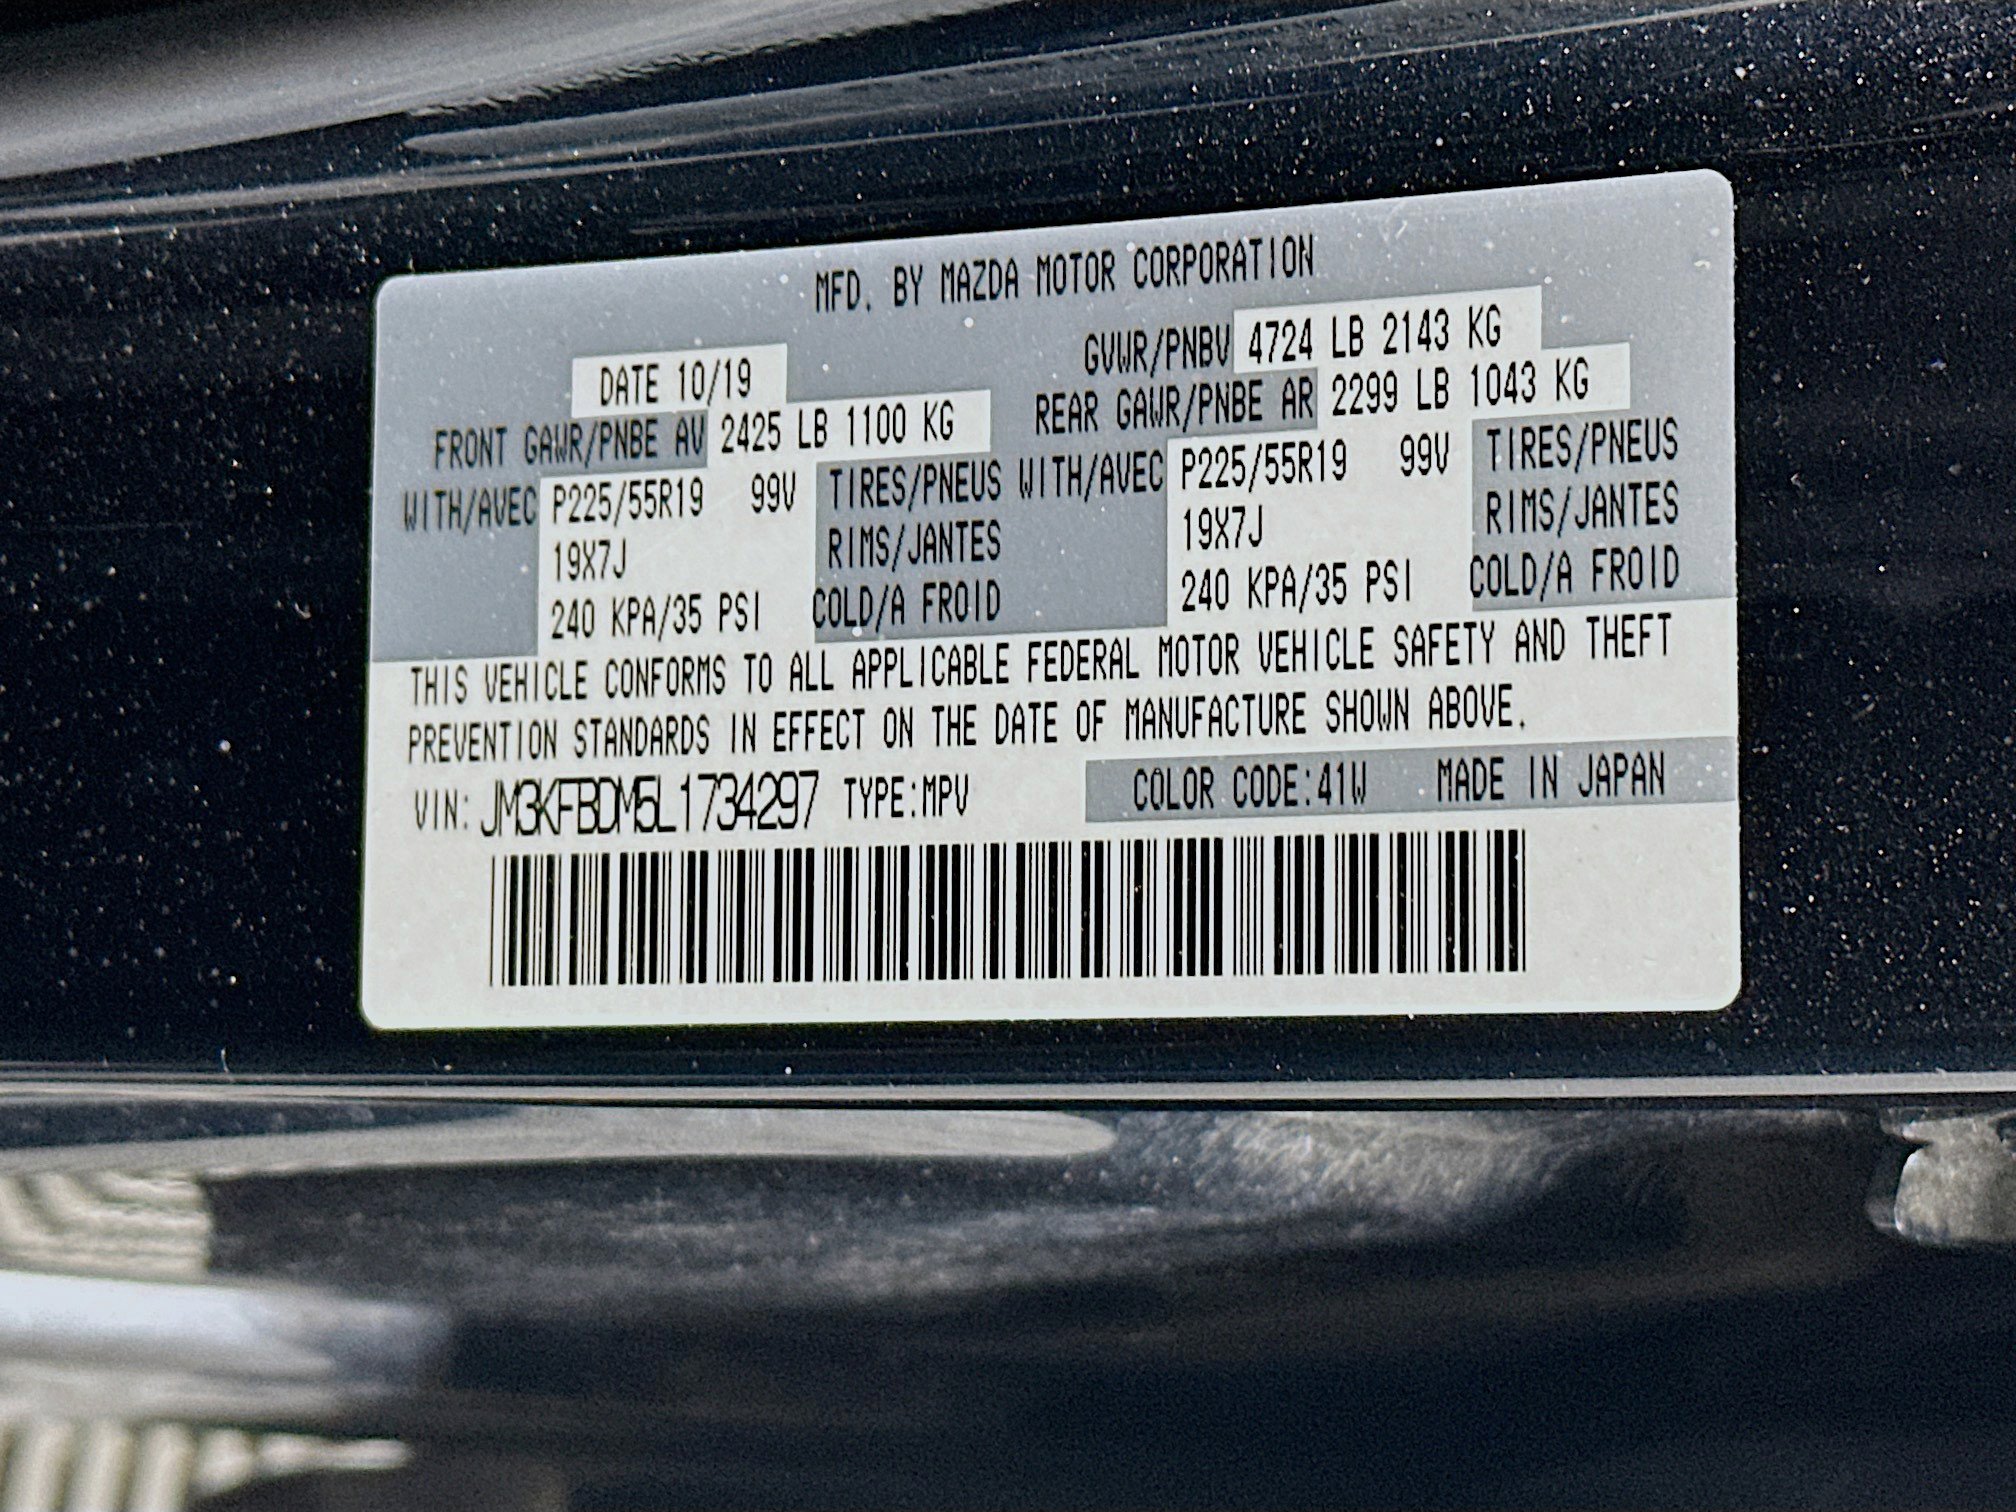 MFD. BY MAZDA MOTOR CORPORATION
DATE 10/19 GVWR/PNBV 4724 LB 2143 KG
FRONT GAWR/PNBE AV 2425 LB 1100 KG REAR GAWR/PNBE AR 2299 LB 1043 KG
WITH/AVEC P225/55R19 99V TIRES/PNEUS WITH/AVEC P225/55R19 99V TIRES/PNEUS
19X7J RIMS/JANTES 19X7J RIMS/JANTES
240 KPA/35 PSI COLD/A FROID 240 KPA/35 PSI COLD/A FROID
THIS VEHICLE CONFORMS TO ALL APPLICABLE FEDERAL MOTOR VEHICLE SAFETY AND THEFT
PREVENTION STANDARDS IN EFFECT ON THE DATE OF MANUFACTURE SHOWN ABOVE.
VIN: JM3KFBDM5L1734297 TYPE:MPV COLOR CODE:41W MADE IN JAPAN